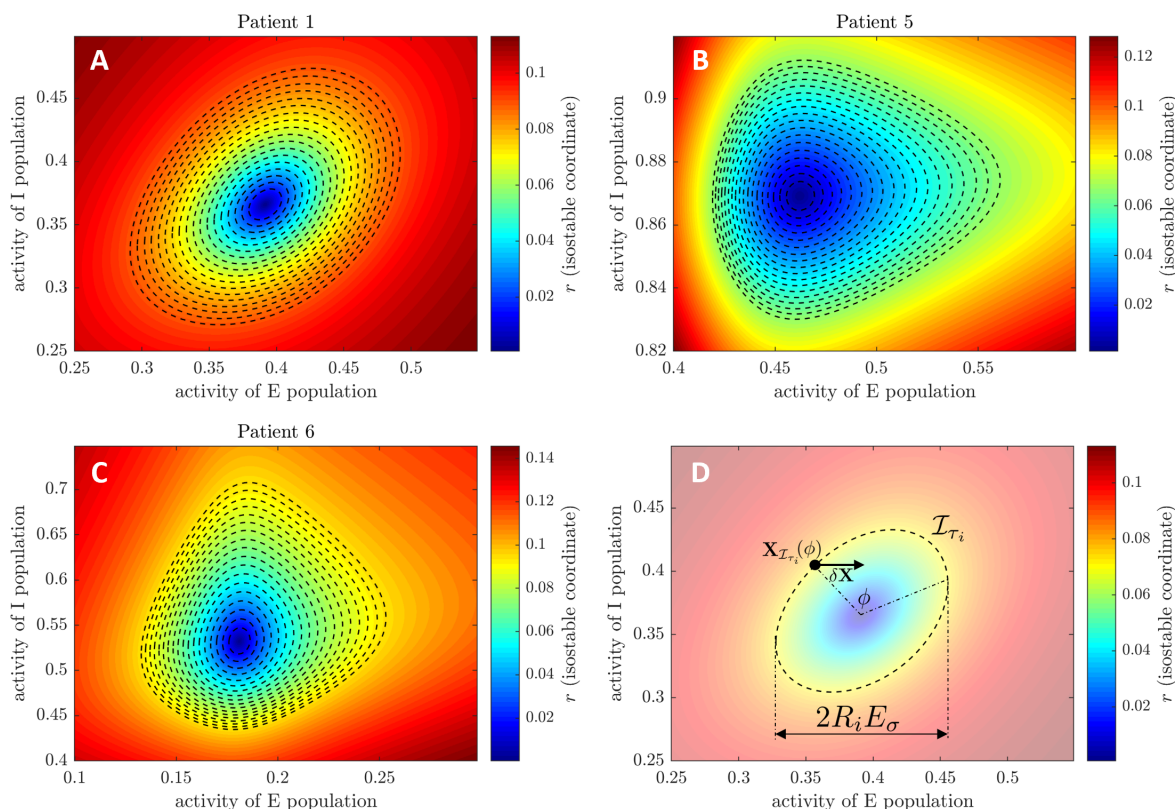 Patient 1
A
0.45
0.4
0.35
0.3
0.25
activity of I population
0.25 0.3 0.35 0.4 0.45 0.5
activity of E population
0.1
0.08
0.06
0.04
0.02
r (isostable coordinate)
Patient 5
B
0.9
0.88
0.86
0.84
0.82
activity of I population
0.4 0.45 0.5 0.55
activity of E population
0.12
0.1
0.08
0.06
0.04
0.02
r (isostable coordinate)
Patient 6
C
0.7
0.65
0.6
0.55
0.5
0.45
0.4
activity of I population
0.1 0.15 0.2 0.25
activity of E population
0.14
0.12
0.1
0.08
0.06
0.04
0.02
r (isostable coordinate)
D
0.45
0.4
0.35
0.3
0.25
activity of I population
𝓘τᵢ
X𝓘τᵢ(ϕ)
δX
ϕ
2RᵢEσ
0.25 0.3 0.35 0.4 0.45 0.5
activity of E population
0.1
0.08
0.06
0.04
0.02
r (isostable coordinate)